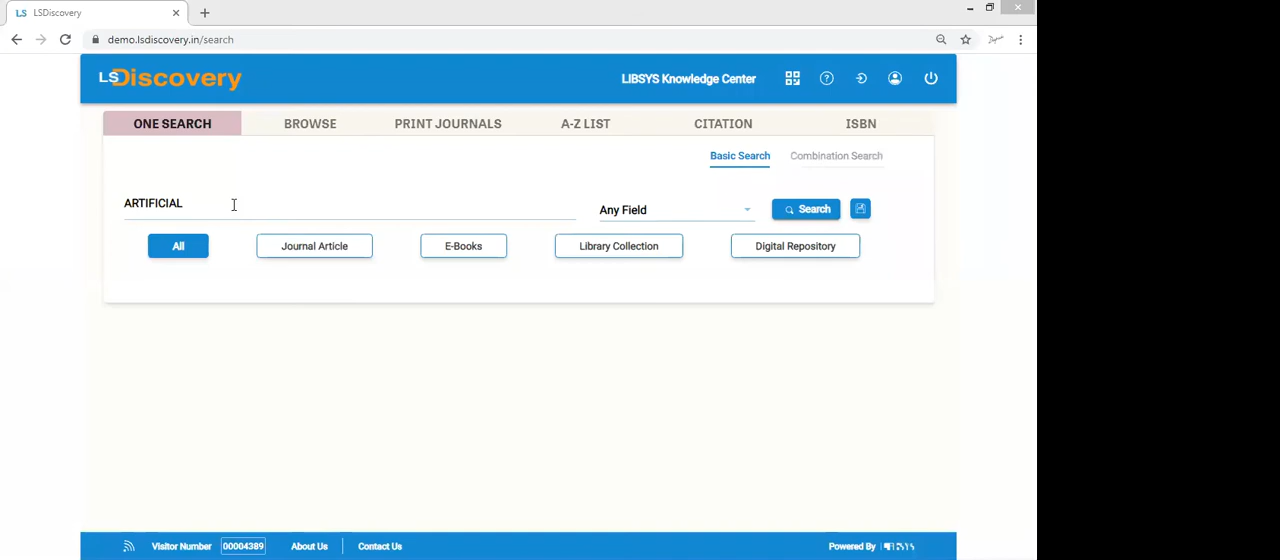 LS LSDiscovery
demo.lsdiscovery.in/search
LSDiscovery
LIBSYS Knowledge Center
ONE SEARCH BROWSE PRINT JOURNALS A-Z LIST CITATION ISBN
Basic Search Combination Search
ARTIFICIAL Any Field Search
All Journal Article E-Books Library Collection Digital Repository
Visitor Number 00004389 About Us Contact Us Powered By